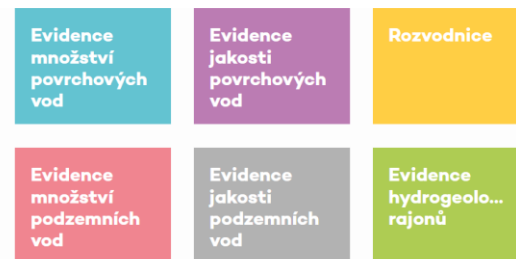 Evidence
množství
povrchových
vod
Evidence
jakosti
povrchových
vod
Rozvodnice
Evidence
množství
podzemních
vod
Evidence
jakosti
podzemních
vod
Evidence
hydrogeolo...
rajonů